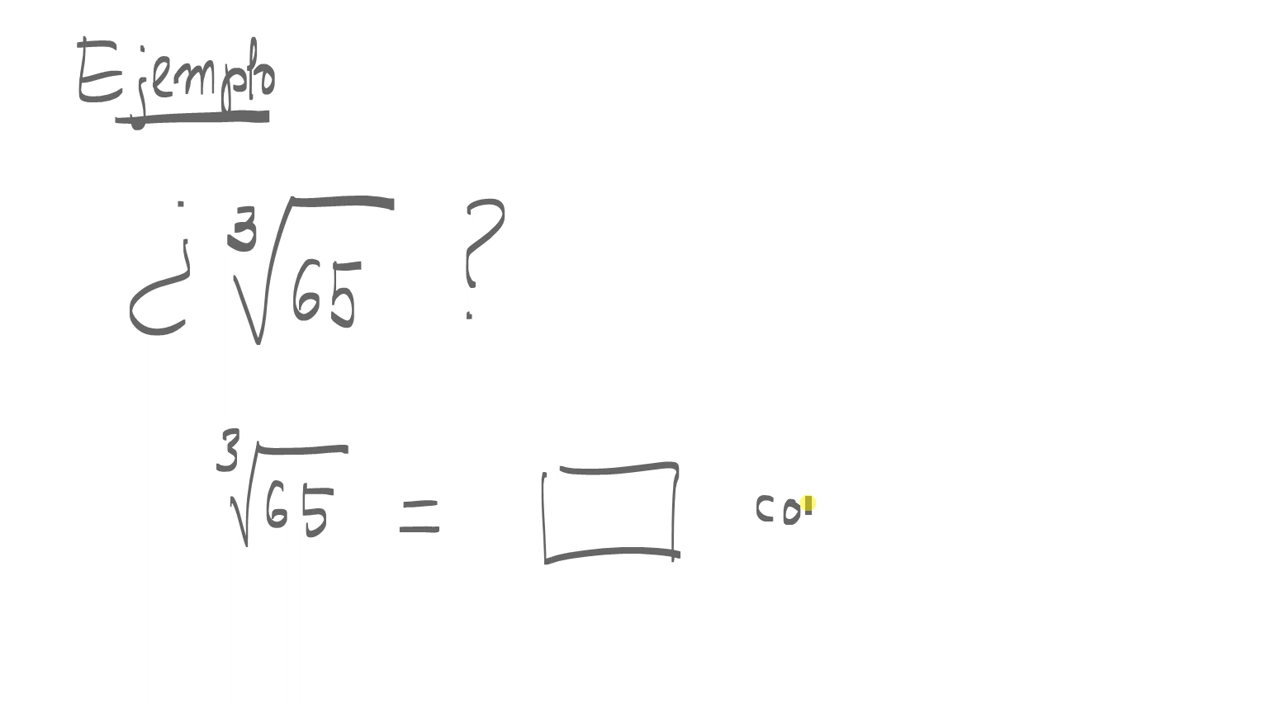 Ejemplo
¿ ∛65 ?
∛65 = □ co